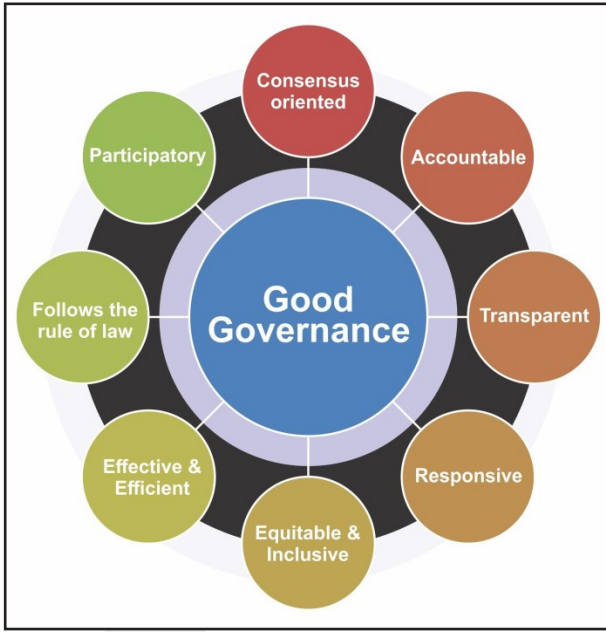 Good
Governance
Consensus
oriented
Accountable
Transparent
Responsive
Equitable &
Inclusive
Effective &
Efficient
Follows the
rule of law
Participatory